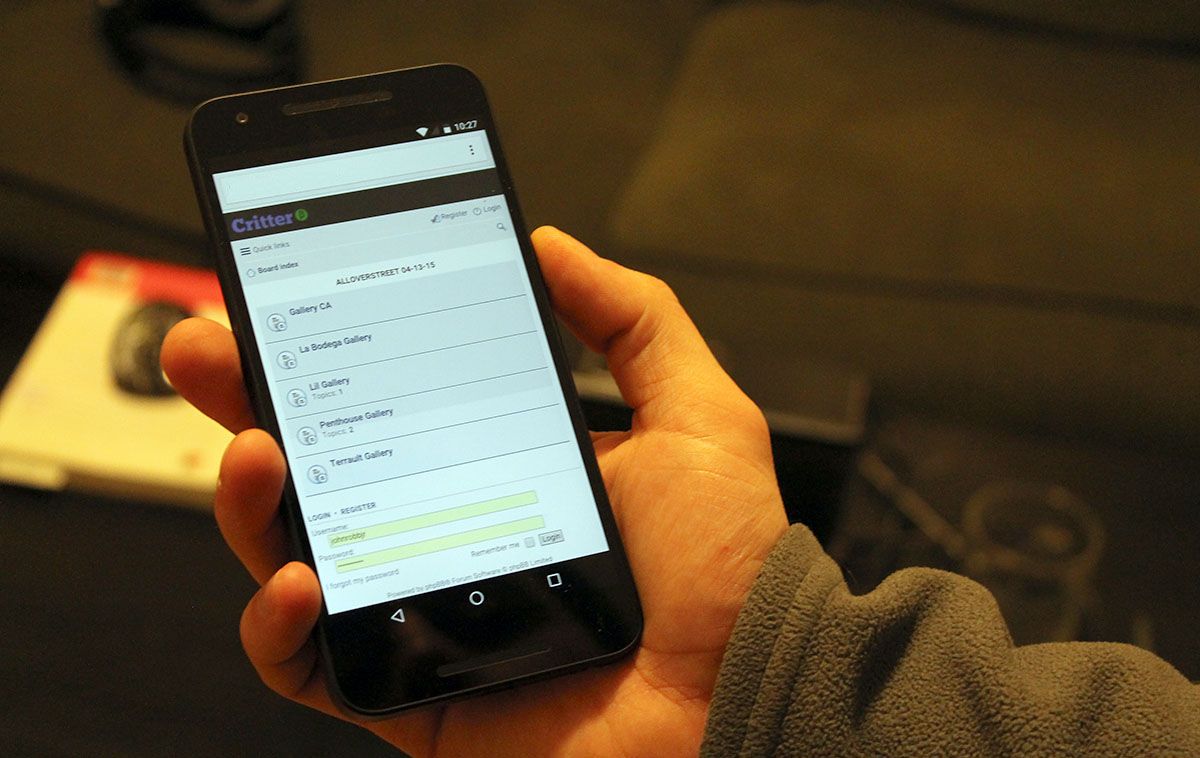 10:27
Critter β
Register Login
Quick links
Board index
ALLOVERSTREET 04-13-15
Gallery CA
La Bodega Gallery
Lil Gallery
Topics: 1
Penthouse Gallery
Topics: 2
Terrault Gallery
LOGIN • REGISTER
Username:
johnrobby
Password:
Remember me Login
I forgot my password
Powered by phpBB® Forum Software © phpBB Limited